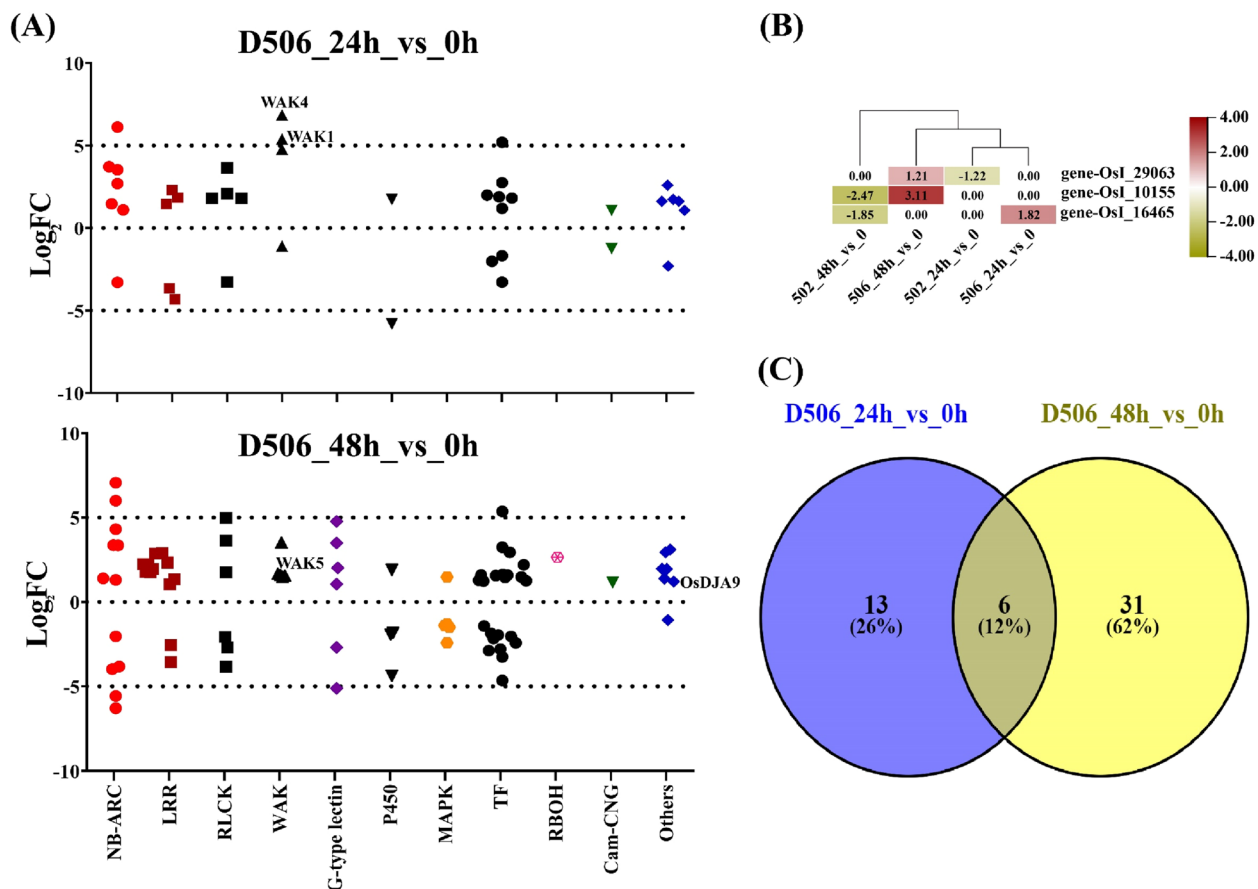 (A)
D506_24h_vs_0h
10
5
0
-5
-10
Log2FC
WAK4
WAK1
D506_48h_vs_0h
10
5
0
-5
-10
Log2FC
WAK5
OsDJA9
NB-ARC
LRR
RLCK
WAK
G-type lectin
P450
MAPK
TF
RBOH
Cam-CNG
Others
(B)
0.00 1.21 -1.22 0.00 gene-OsI_29063
-2.47 3.11 0.00 0.00 gene-OsI_10155
-1.85 0.00 0.00 1.82 gene-OsI_16465
502_48h_vs_0
506_48h_vs_0
502_24h_vs_0
506_24h_vs_0
4.00
2.00
0.00
-2.00
-4.00
(C)
D506_24h_vs_0h
D506_48h_vs_0h
13
(26%)
6
(12%)
31
(62%)